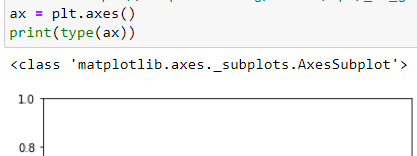 ax = plt.axes()
print(type(ax))
<class 'matplotlib.axes._subplots.AxesSubplot'>
1.0
0.8